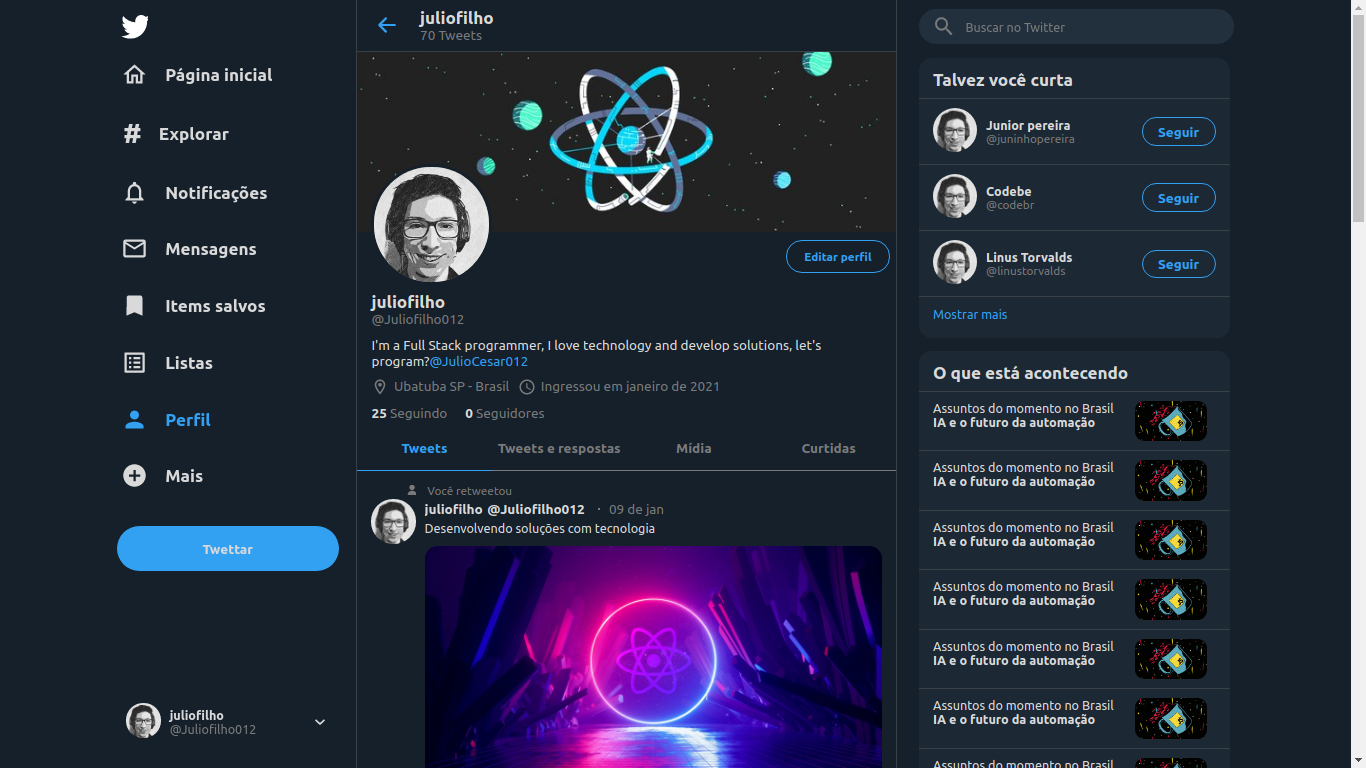 Página inicial
Explorar
Notificações
Mensagens
Items salvos
Listas
Perfil
Mais
Twettar
juliofilho
@Juliofilho012
juliofilho
70 Tweets
Editar perfil
juliofilho
@Juliofilho012
I'm a Full Stack programmer, I love technology and develop solutions, let's
program?@JulioCesar012
Ubatuba SP - Brasil Ingressou em janeiro de 2021
25 Seguindo 0 Seguidores
Tweets Tweets e respostas Mídia Curtidas
Você retweetou
juliofilho @Juliofilho012 · 09 de jan
Desenvolvendo soluções com tecnologia
Buscar no Twitter
Talvez você curta
Junior pereira
@juninhopereira
Seguir
Codebe
@codebr
Seguir
Linus Torvalds
@linustorvalds
Seguir
Mostrar mais
O que está acontecendo
Assuntos do momento no Brasil
IA e o futuro da automação
Assuntos do momento no Brasil
IA e o futuro da automação
Assuntos do momento no Brasil
IA e o futuro da automação
Assuntos do momento no Brasil
IA e o futuro da automação
Assuntos do momento no Brasil
IA e o futuro da automação
Assuntos do momento no Brasil
IA e o futuro da automação
Assuntos do momento no Brasil